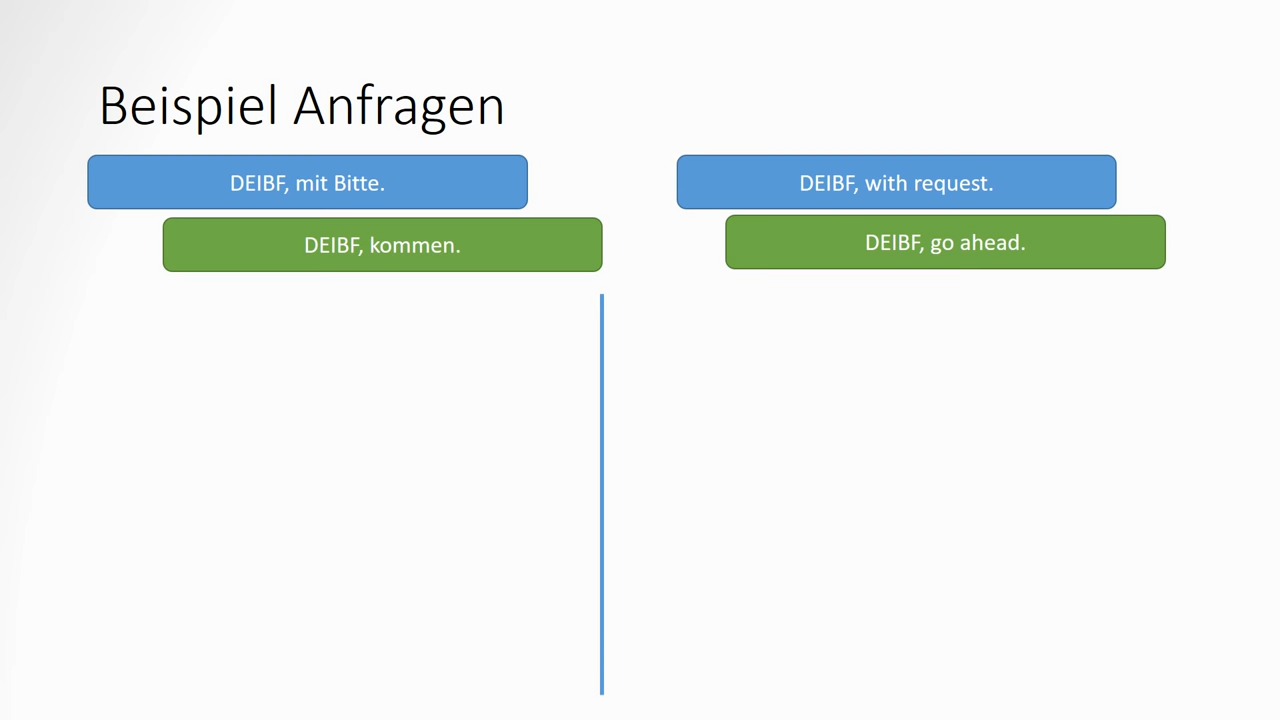 Beispiel Anfragen
DEIBF, mit Bitte.
DEIBF, kommen.
DEIBF, with request.
DEIBF, go ahead.